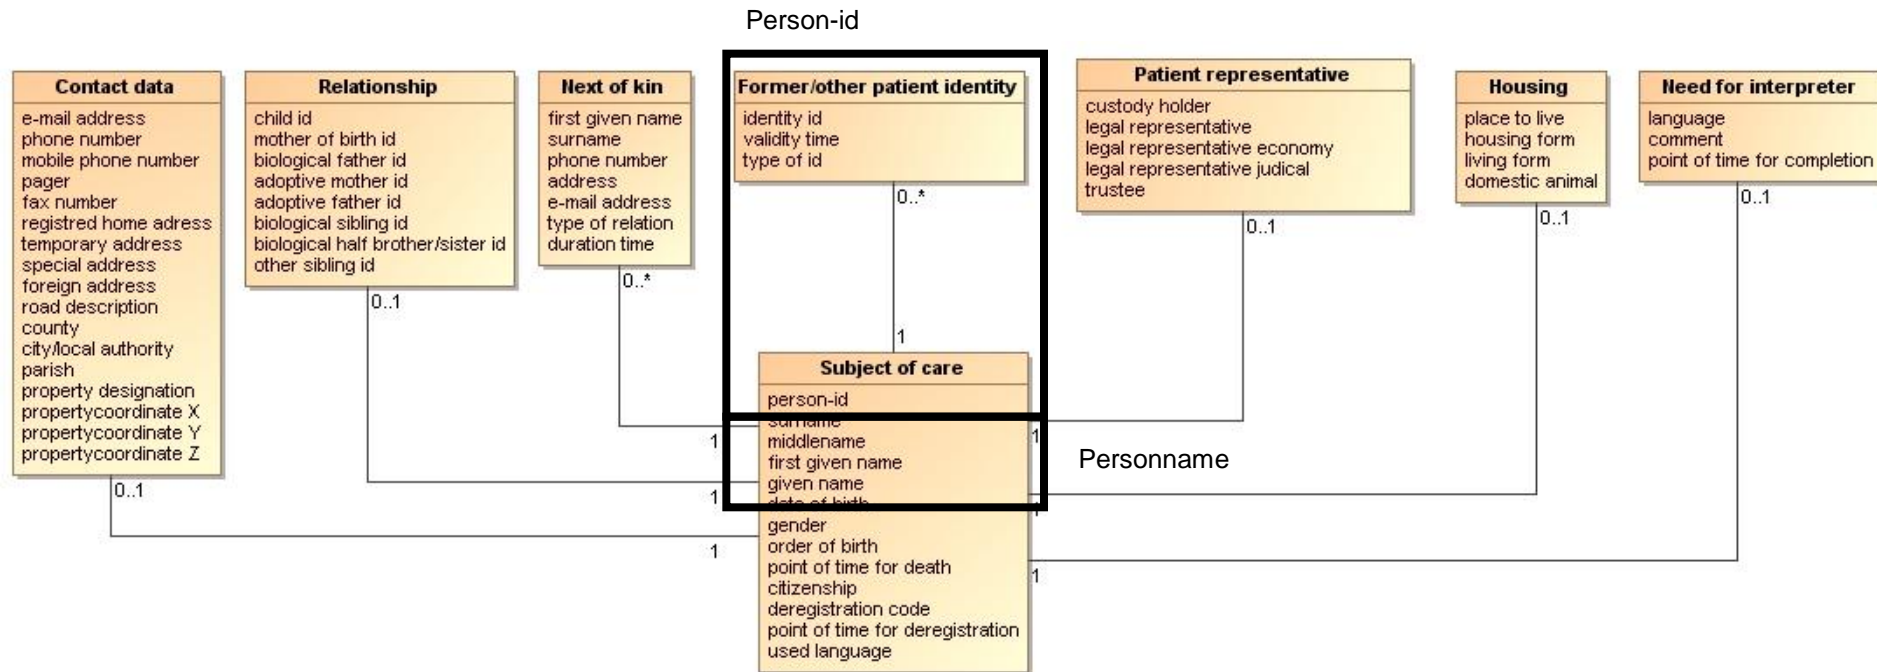 Person-id
Contact data
e-mail address
phone number
mobile phone number
pager
fax number
registred home adress
temporary address
special address
foreign address
road description
county
city/local authority
parish
property designation
propertycoordinate X
propertycoordinate Y
propertycoordinate Z
0..1
1
Relationship
child id
mother of birth id
biological father id
adoptive mother id
adoptive father id
biological sibling id
biological half brother/sister id
other sibling id
0..1
1
Next of kin
first given name
surname
phone number
address
e-mail address
type of relation
duration time
0..*
1
Former/other patient identity
identity id
validity time
type of id
0..*
1
Patient representative
custody holder
legal representative
legal representative economy
legal representative judical
trustee
0..1
1
Housing
place to live
housing form
living form
domestic animal
0..1
1
Need for interpreter
language
comment
point of time for completion
0..1
1
Subject of care
person-id
surname
middlename
first given name
given name
date of birth
gender
order of birth
point of time for death
citizenship
deregistration code
point of time for deregistration
used language
Personname